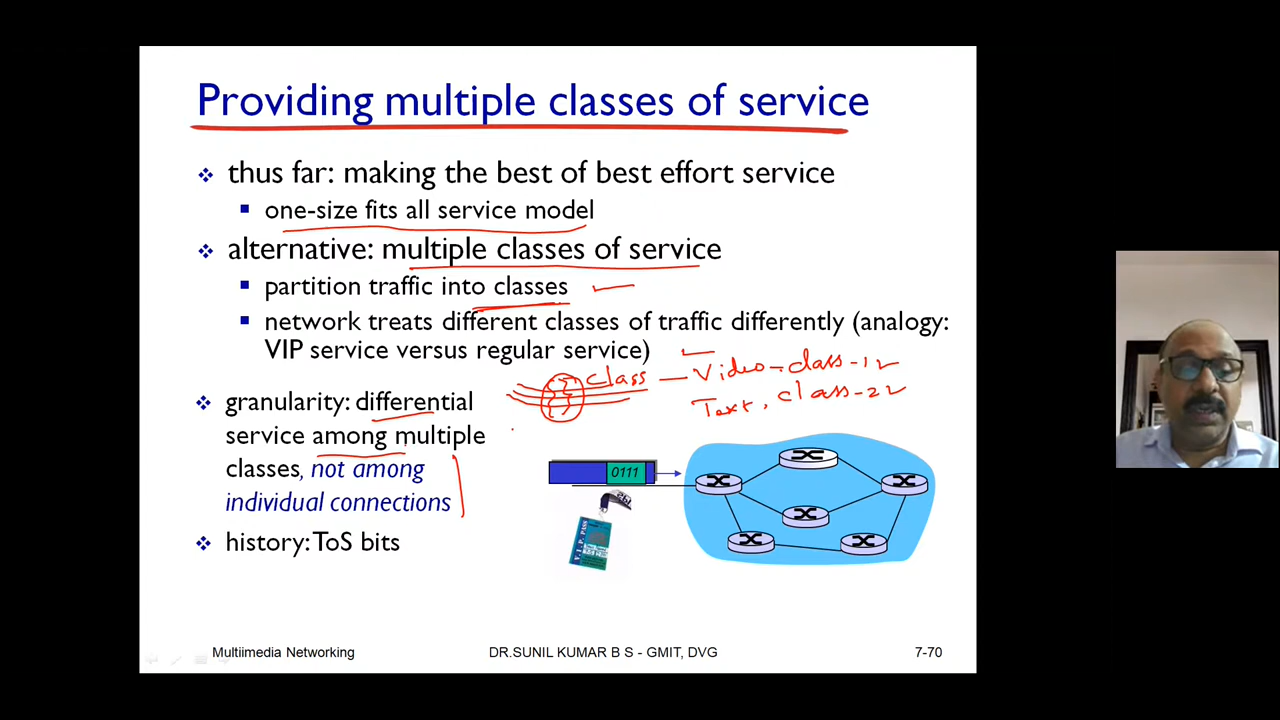 Providing multiple classes of service
thus far: making the best of best effort service
one-size fits all service model
alternative: multiple classes of service
partition traffic into classes
network treats different classes of traffic differently (analogy:
VIP service versus regular service)
class — Video - class-1
Text, class-2
granularity: differential
service among multiple
classes, not among
individual connections
0111
history: ToS bits
Multiimedia Networking
DR.SUNIL KUMAR B S - GMIT, DVG
7-70